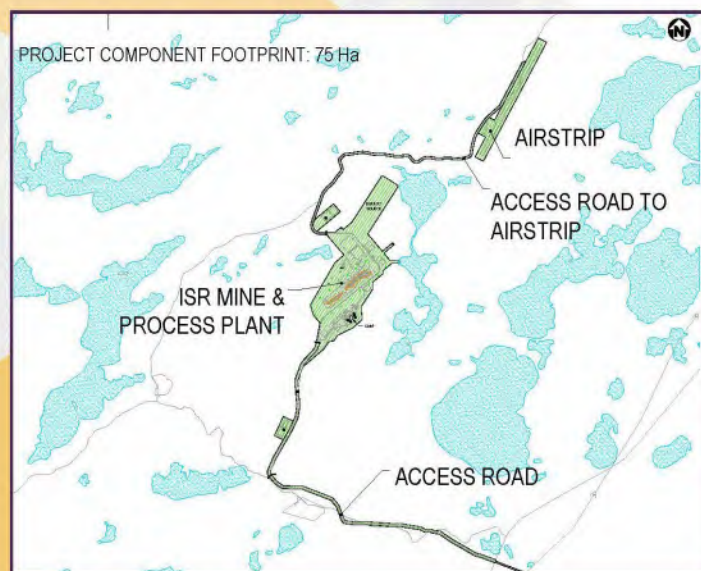 N
PROJECT COMPONENT FOOTPRINT: 75 Ha
AIRSTRIP
ACCESS ROAD TO
AIRSTRIP
ISR MINE &
PROCESS PLANT
ACCESS ROAD